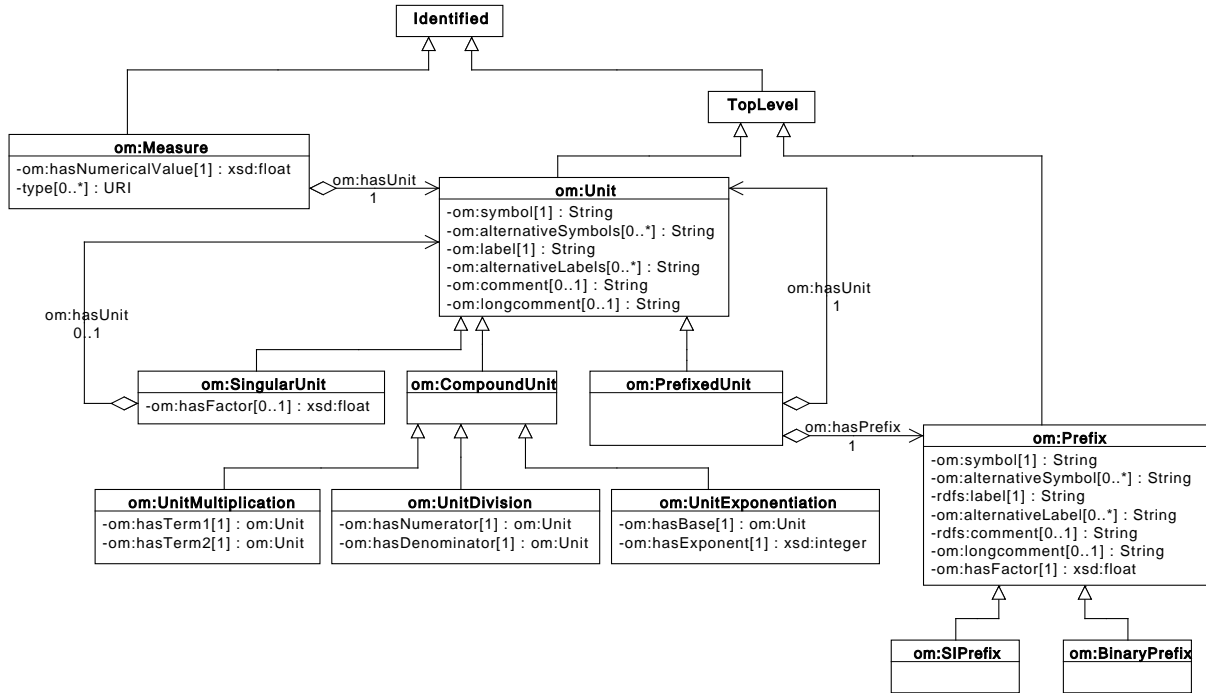 Identified
TopLevel
om:Measure
-om:hasNumericalValue[1] : xsd:float
-type[0..*] : URI
om:hasUnit
1
om:Unit
-om:symbol[1] : String
-om:alternativeSymbols[0..*] : String
-om:label[1] : String
-om:alternativeLabels[0..*] : String
-om:comment[0..1] : String
-om:longcomment[0..1] : String
om:hasUnit
1
om:hasUnit
0..1
om:SingularUnit
-om:hasFactor[0..1] : xsd:float
om:CompoundUnit
om:PrefixedUnit
om:hasPrefix
1
om:Prefix
-om:symbol[1] : String
-om:alternativeSymbol[0..*] : String
-rdfs:label[1] : String
-om:alternativeLabel[0..*] : String
-rdfs:comment[0..1] : String
-om:longcomment[0..1] : String
-om:hasFactor[1] : xsd:float
om:UnitMultiplication
-om:hasTerm1[1] : om:Unit
-om:hasTerm2[1] : om:Unit
om:UnitDivision
-om:hasNumerator[1] : om:Unit
-om:hasDenominator[1] : om:Unit
om:UnitExponentiation
-om:hasBase[1] : om:Unit
-om:hasExponent[1] : xsd:integer
om:SIPrefix
om:BinaryPrefix